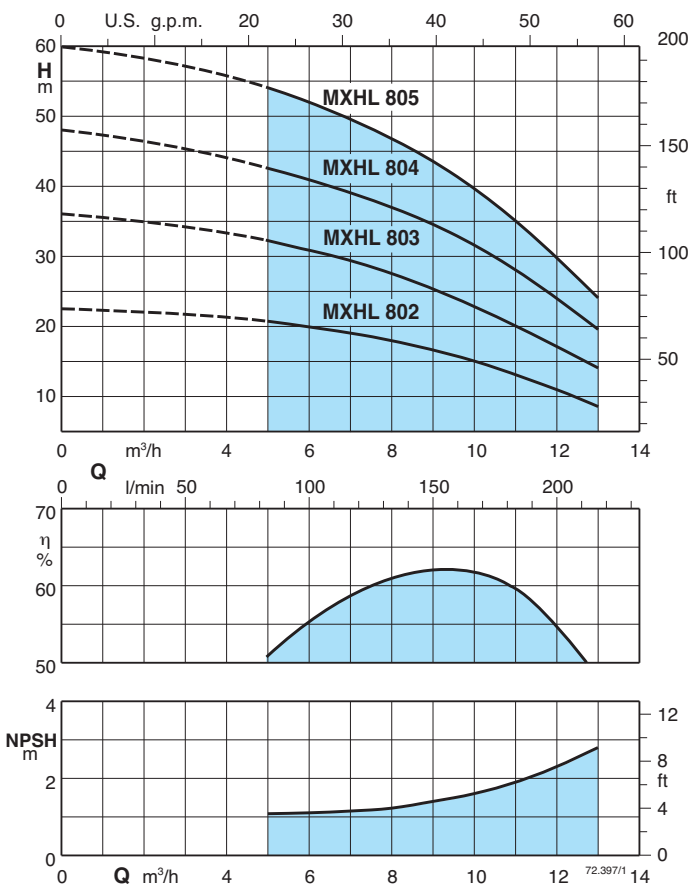 0 U.S. g.p.m. 20 30 40 50 60
60 200
H
m
MXHL 805
50
150
MXHL 804
40
ft
MXHL 803
30 100
MXHL 802
20
50
10
0 m³/h 4 6 8 10 12 14
Q
0 l/min 50 100 150 200
70
η
%
60
50
4 12
NPSH
m
8
ft
2
4
0 0
72.397/1
0 Q m³/h 4 6 8 10 12 14